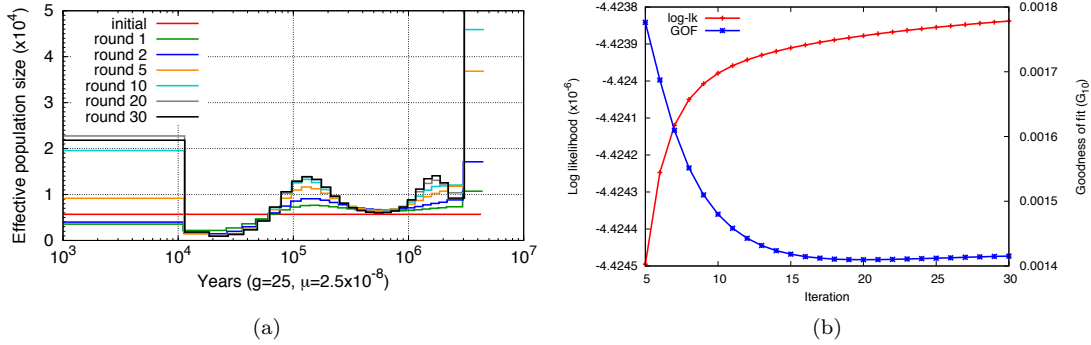 Effective population size (x10⁴)
5
4
3
2
1
0
initial
round 1
round 2
round 5
round 10
round 20
round 30
10³ 10⁴ 10⁵ 10⁶ 10⁷
Years (g=25, μ=2.5x10⁻⁸)
(a)
Log likelihood (x10⁻⁶)
-4.4238
-4.4239
-4.424
-4.4241
-4.4242
-4.4243
-4.4244
-4.4245
log-lk
GOF
0.0018
0.0017
0.0016
0.0015
0.0014
Goodness of fit (G₁₀)
5 10 15 20 25 30
Iteration
(b)